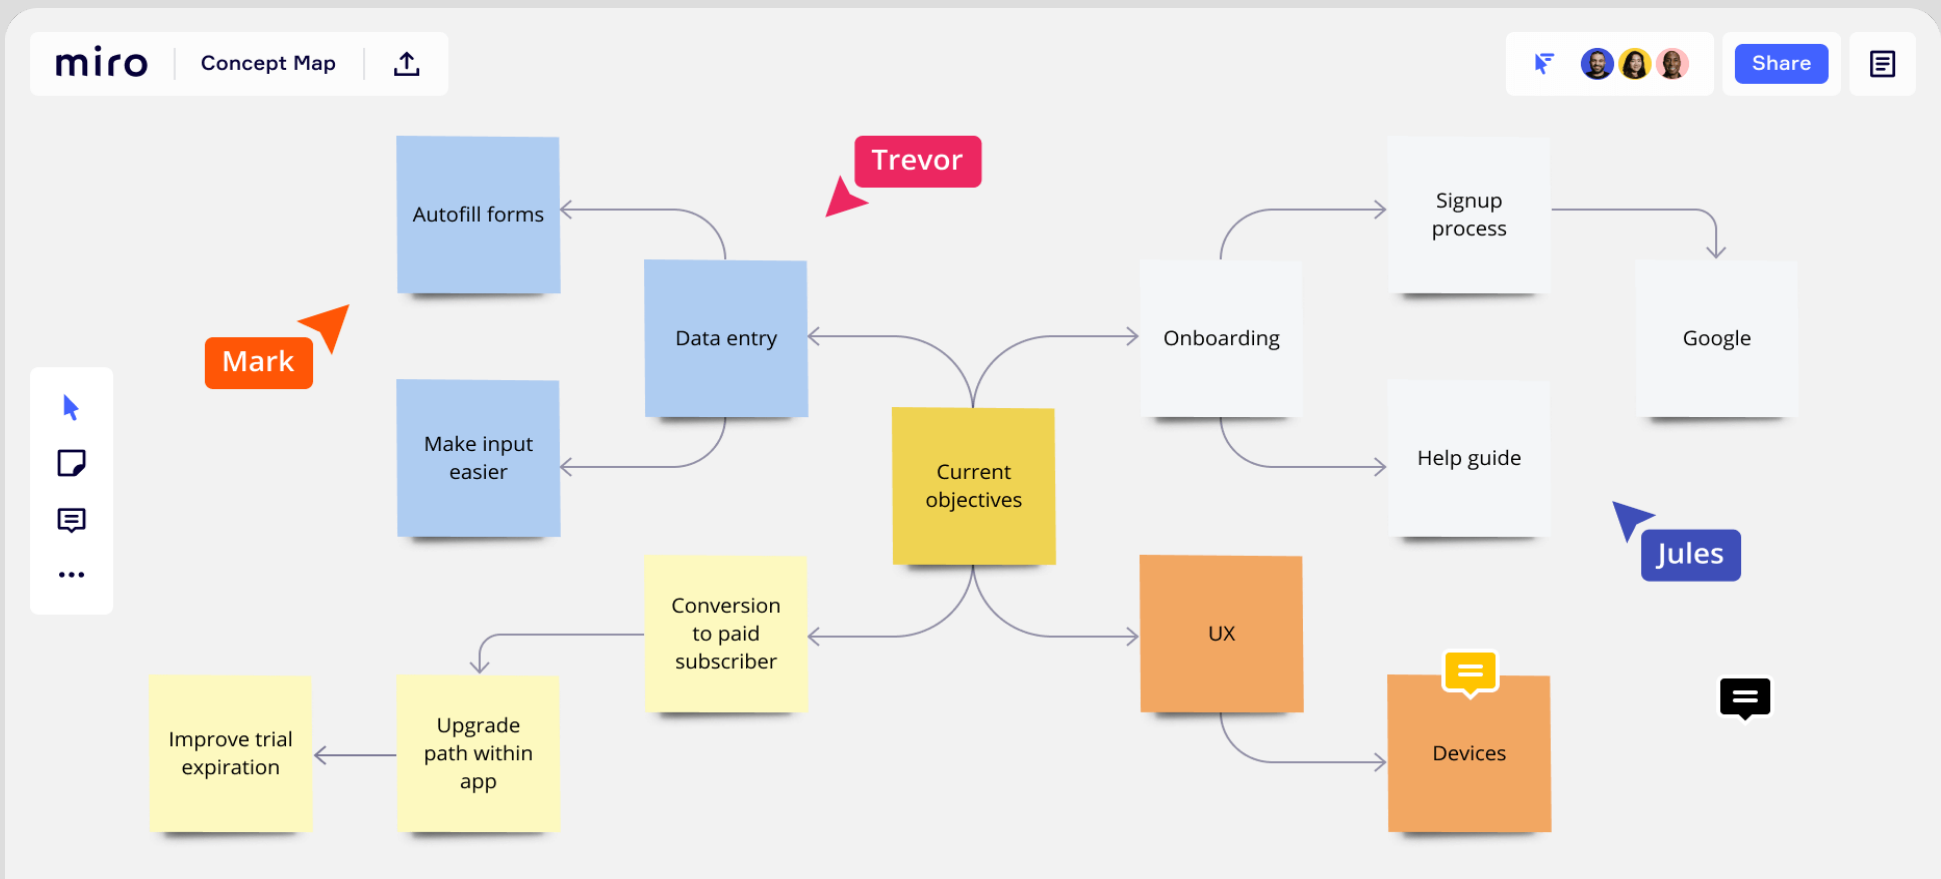 miro
Concept Map
Share
Trevor
Autofill forms
Signup
process
Data entry
Onboarding
Google
Mark
Make input
easier
Current
objectives
Help guide
Jules
Conversion
to paid
subscriber
UX
Improve trial
expiration
Upgrade
path within
app
Devices